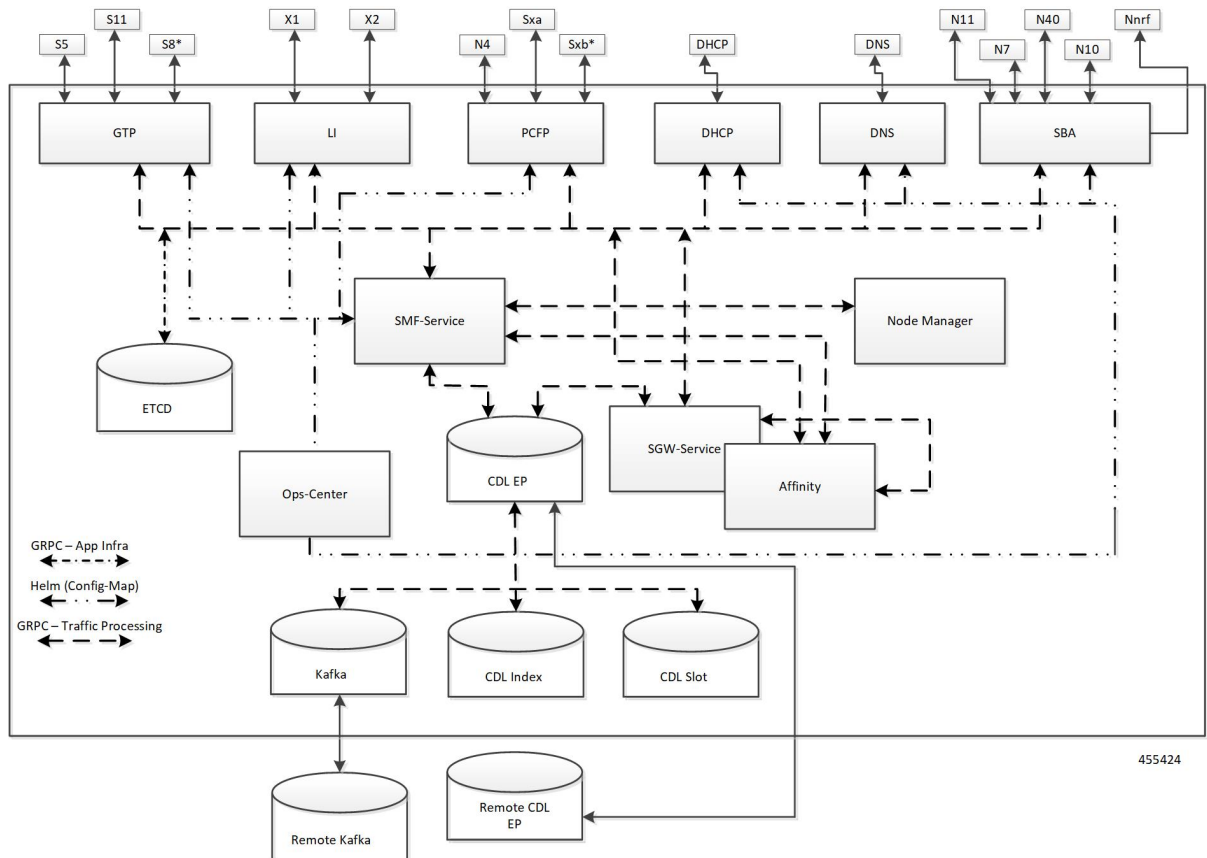 S11
X1
X2
Sxa
N11
N40
Nnrf
S5
S8*
N4
Sxb*
DHCP
DNS
N7
N10
GTP
LI
PCFP
DHCP
DNS
SBA
SMF-Service
Node Manager
ETCD
SGW-Service
CDL EP
Affinity
Ops-Center
GRPC – App Infra
Helm (Config-Map)
GRPC – Traffic Processing
Kafka
CDL Index
CDL Slot
455424
Remote CDL
EP
Remote Kafka